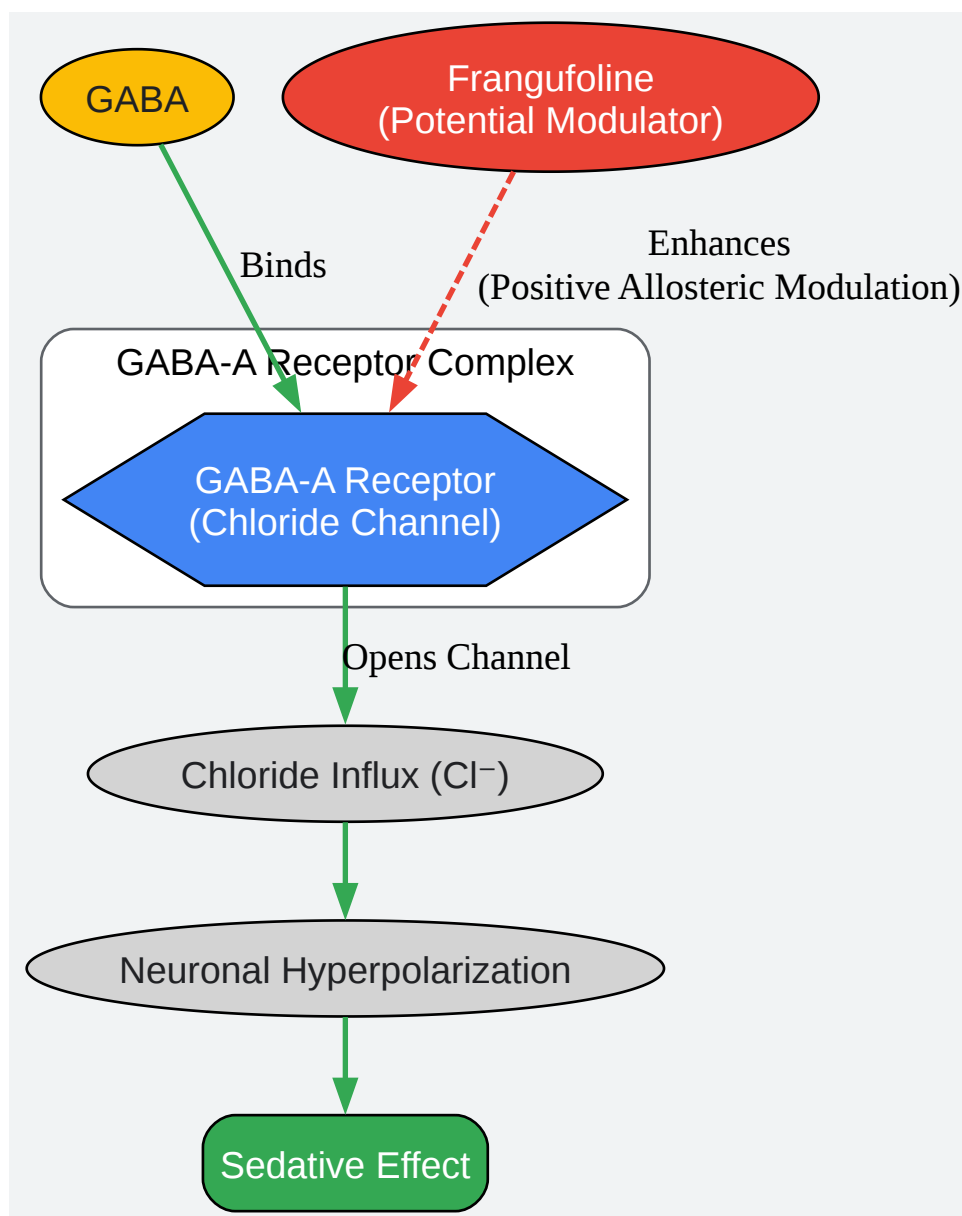 GABA
Frangufoline
(Potential Modulator)
Binds
Enhances
(Positive Allosteric Modulation)
GABA-A Receptor Complex
GABA-A Receptor
(Chloride Channel)
Opens Channel
Chloride Influx (Cl⁻)
Neuronal Hyperpolarization
Sedative Effect